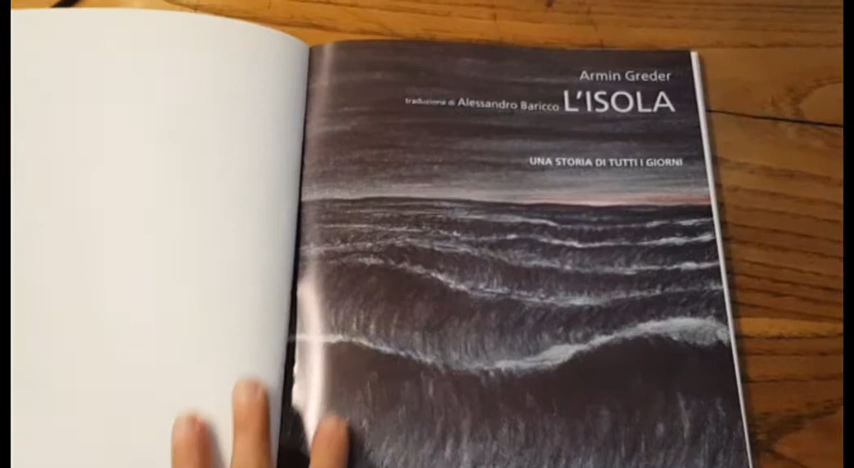 Armin Greder
traduzione di Alessandro Baricco L'ISOLA
UNA STORIA DI TUTTI I GIORNI